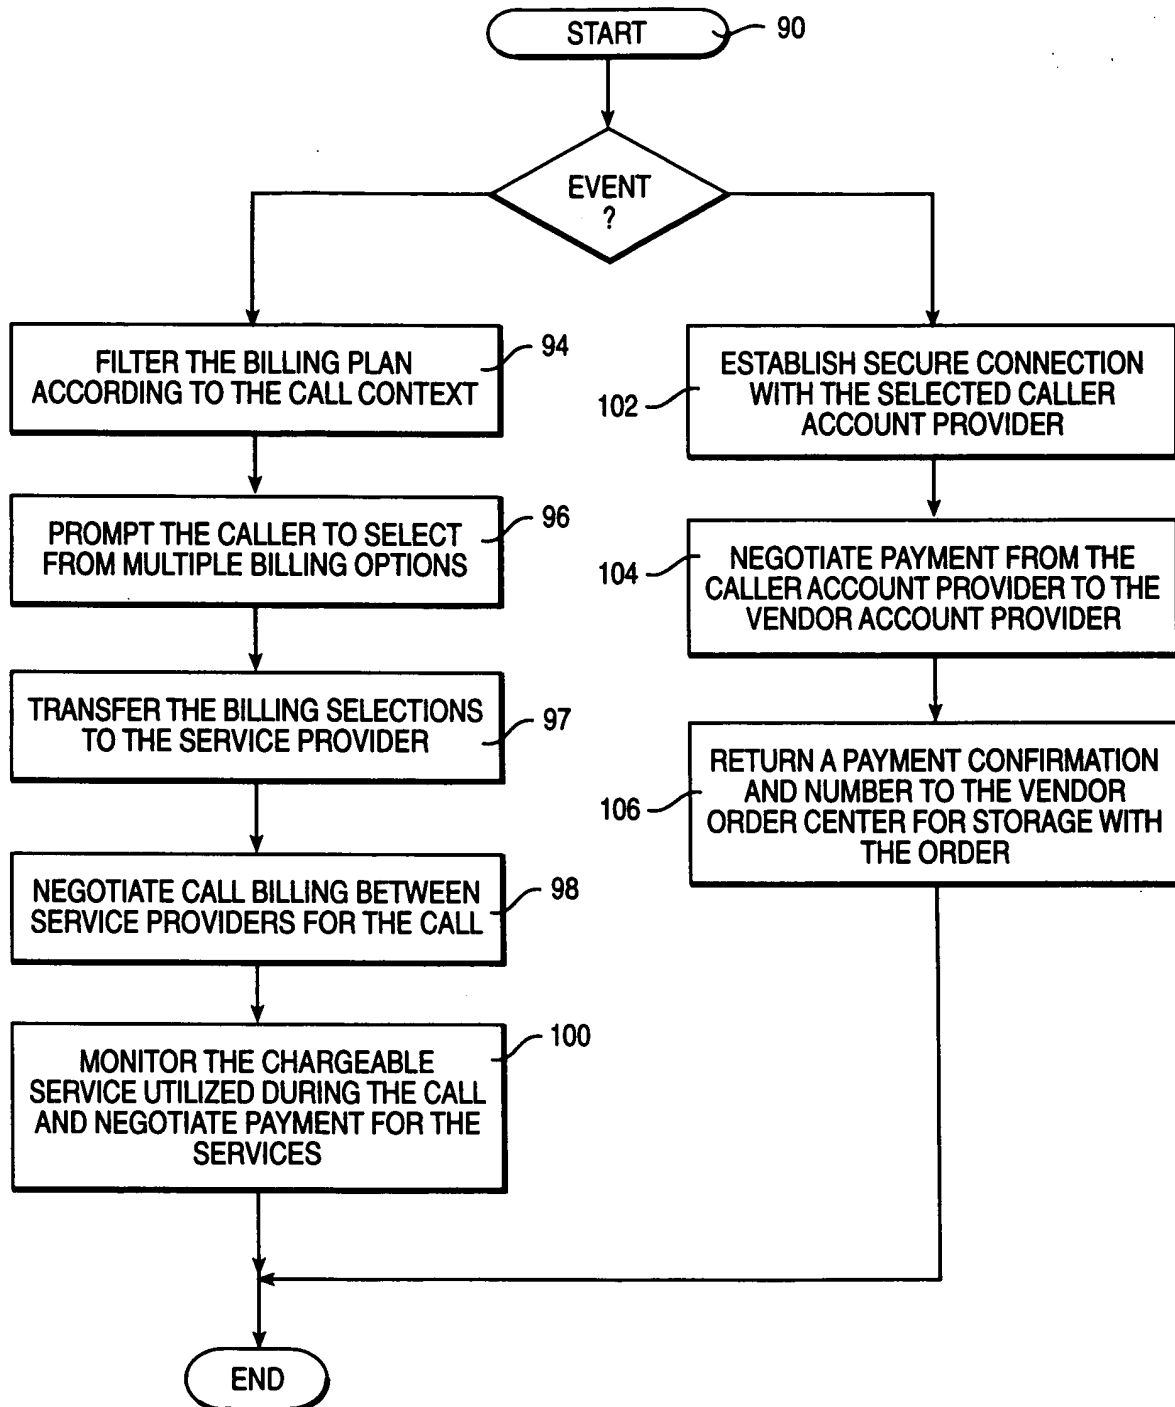 START
90
EVENT
?
FILTER THE BILLING PLAN
ACCORDING TO THE CALL CONTEXT
94
PROMPT THE CALLER TO SELECT
FROM MULTIPLE BILLING OPTIONS
96
TRANSFER THE BILLING SELECTIONS
TO THE SERVICE PROVIDER
97
NEGOTIATE CALL BILLING BETWEEN
SERVICE PROVIDERS FOR THE CALL
98
MONITOR THE CHARGEABLE
SERVICE UTILIZED DURING THE CALL
AND NEGOTIATE PAYMENT FOR THE
SERVICES
100
ESTABLISH SECURE CONNECTION
WITH THE SELECTED CALLER
ACCOUNT PROVIDER
102
NEGOTIATE PAYMENT FROM THE
CALLER ACCOUNT PROVIDER TO THE
VENDOR ACCOUNT PROVIDER
104
RETURN A PAYMENT CONFIRMATION
AND NUMBER TO THE VENDOR
ORDER CENTER FOR STORAGE WITH
THE ORDER
106
END